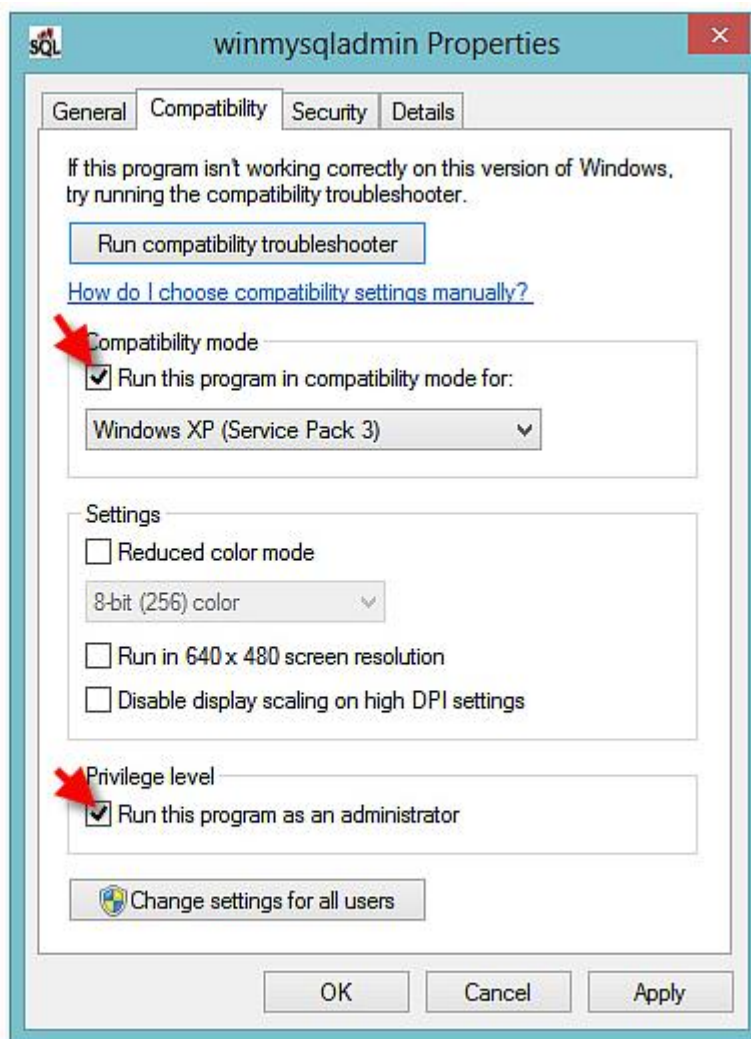 SQL
winmysqladmin Properties
General
Compatibility
Security
Details
If this program isn't working correctly on this version of Windows,
try running the compatibility troubleshooter.
Run compatibility troubleshooter
How do I choose compatibility settings manually?
Compatibility mode
Run this program in compatibility mode for:
Windows XP (Service Pack 3)
Settings
Reduced color mode
8-bit (256) color
Run in 640 x 480 screen resolution
Disable display scaling on high DPI settings
Privilege level
Run this program as an administrator
Change settings for all users
OK
Cancel
Apply